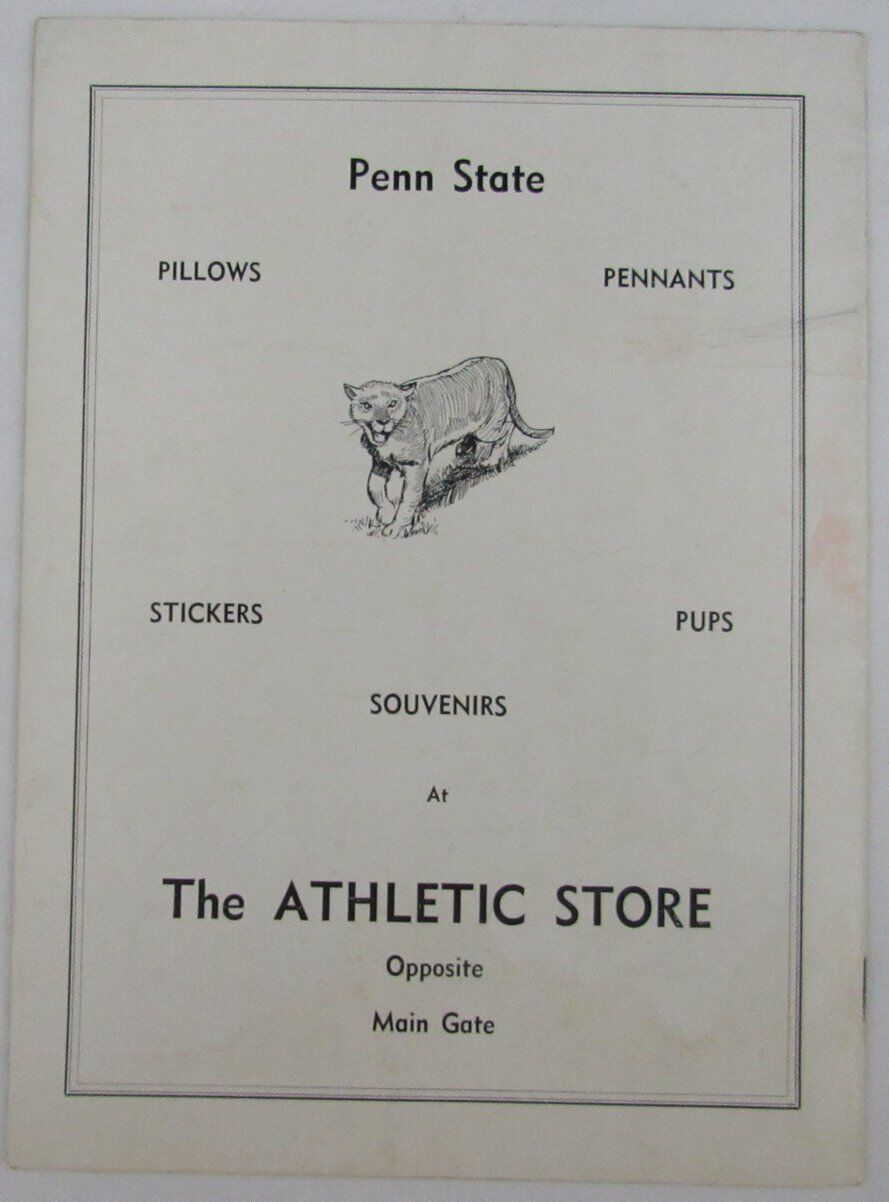 Penn State
PILLOWS PENNANTS
STICKERS PUPS
SOUVENIRS
At
The ATHLETIC STORE
Opposite
Main Gate